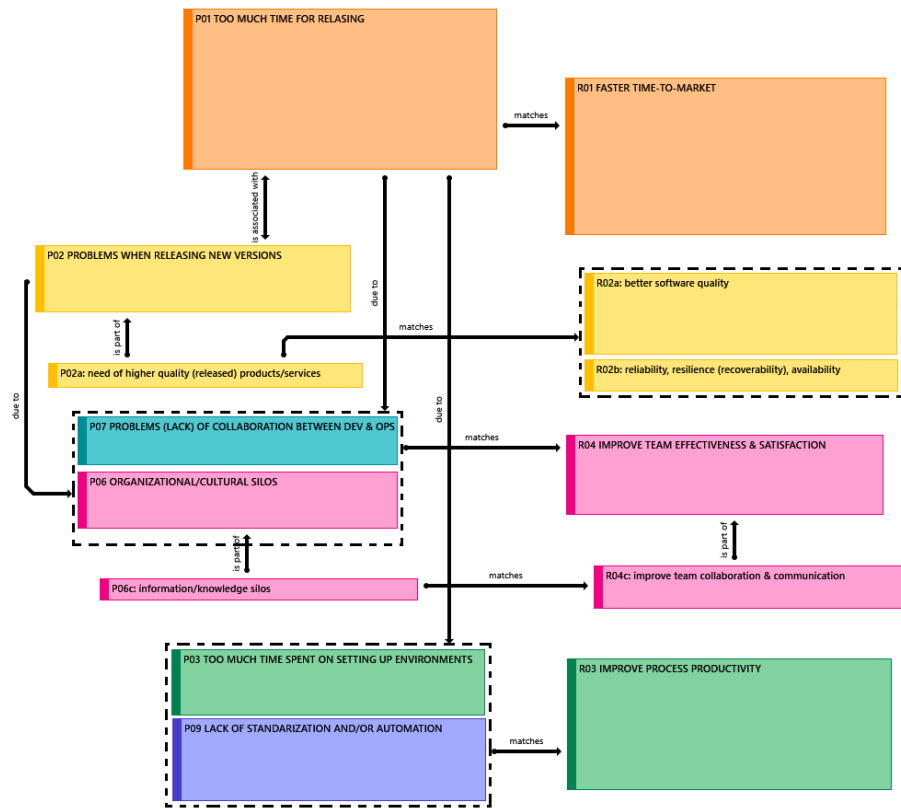 P01 TOO MUCH TIME FOR RELASING
R01 FASTER TIME-TO-MARKET
matches
is associated with
P02 PROBLEMS WHEN RELEASING NEW VERSIONS
R02a: better software quality
due to
is part of
matches
R02b: reliability, resilience (recoverability), availability
P02a: need of higher quality (released) products/services
due to
due to
P07 PROBLEMS (LACK) OF COLLABORATION BETWEEN DEV & OPS
matches
R04 IMPROVE TEAM EFFECTIVENESS & SATISFACTION
P06 ORGANIZATIONAL/CULTURAL SILOS
is part of
is part of
P06c: information/knowledge silos
matches
R04c: improve team collaboration & communication
P03 TOO MUCH TIME SPENT ON SETTING UP ENVIRONMENTS
R03 IMPROVE PROCESS PRODUCTIVITY
P09 LACK OF STANDARIZATION AND/OR AUTOMATION
matches